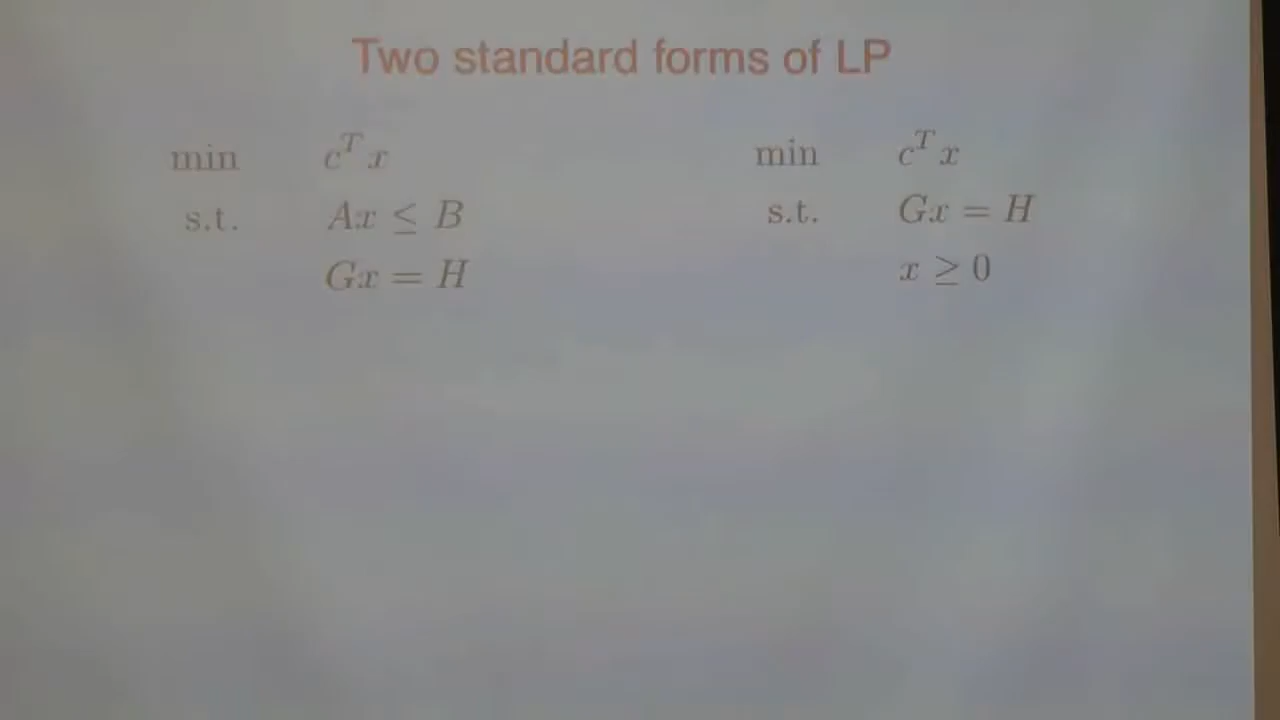 Two standard forms of LP
min c^T x
s.t. Ax ≤ B
Gx = H
min c^T x
s.t. Gx = H
x ≥ 0